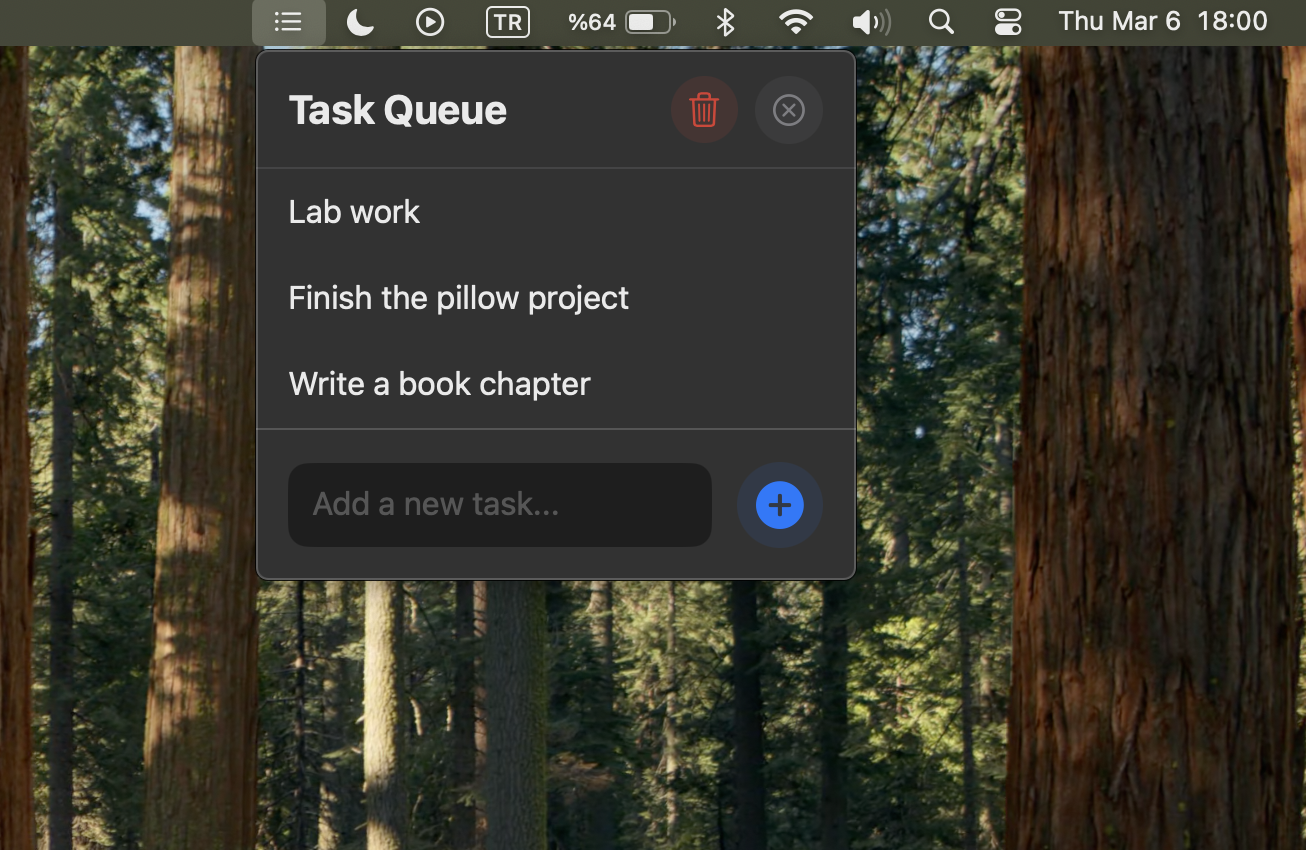 TR %64 Thu Mar 6 18:00
Task Queue
Lab work
Finish the pillow project
Write a book chapter
Add a new task...